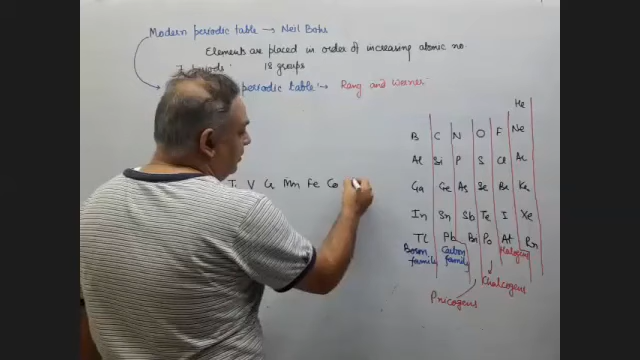 Modern periodic table → Neil Bohr
Elements are placed in order of increasing atomic no
7 periods 18 groups
periodic table → Rang and Werner
Ti V Cr Mn Fe Co
He
B C N O F Ne
Al Si P S Cl Ar
Ga Ge As Se Br Kr
In Sn Sb Te I Xe
Tl Pb Bi Po At Rn
Boron family
Carbon family
Halogens
Khalcogens
Pnicogens